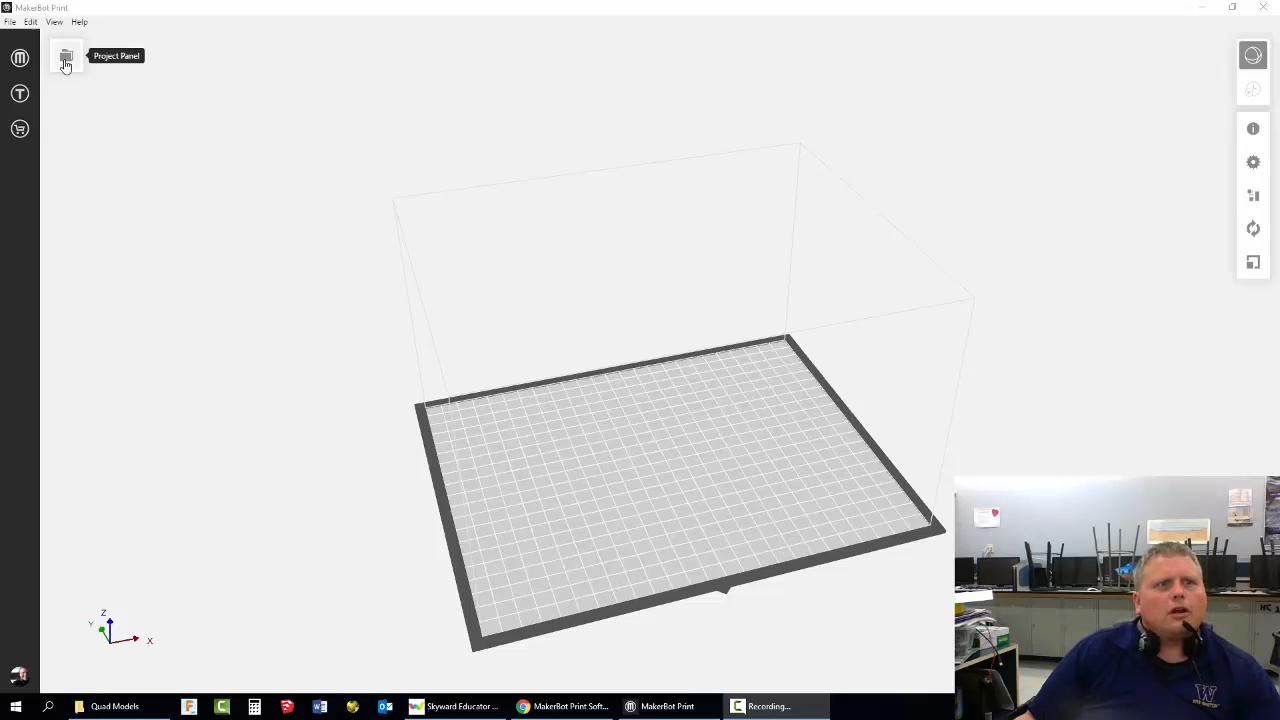 MakerBot Print
File Edit View Help
Project Panel
Z
Y
X
W
Quad Models
Skyward Educator ...
MakerBot Print Soft...
MakerBot Print
Recording...